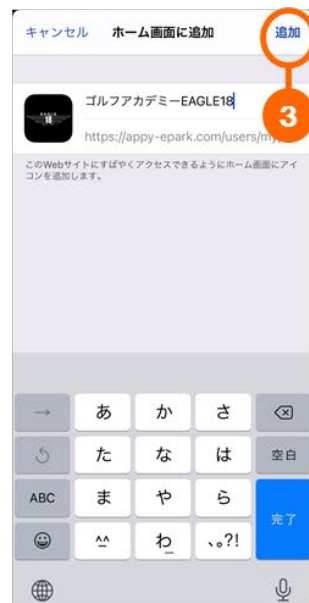 キャンセル ホーム画面に追加 追加
ゴルフアカデミーEAGLE18
3
EAGLE
18
https://appy-epark.com/users/my
このWebサイトにすばやくアクセスできるようにホーム画面にアイ
コンを追加します。
→ あ か さ
た な は 空白
ABC ま や ら
完了
^^ わ 、。?!